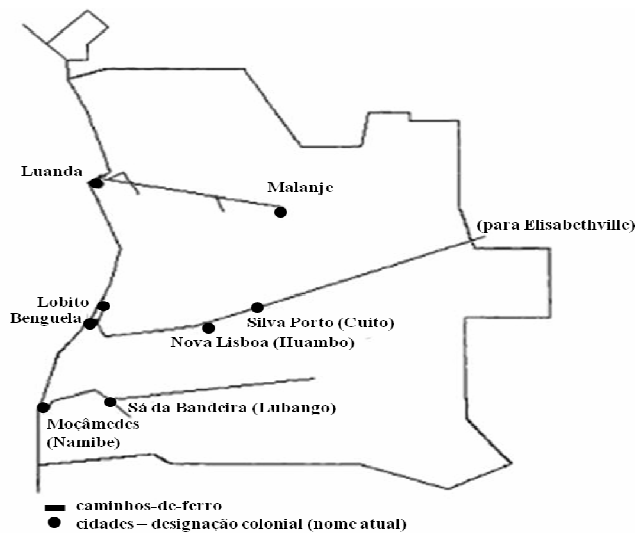 Luanda
Malanje
(para Elisabethville)
Lobito
Benguela
Silva Porto (Cuíto)
Nova Lisboa (Huambo)
Sá da Bandeira (Lubango)
Moçâmedes
(Namibe)
caminhos-de-ferro
cidades – designação colonial (nome atual)